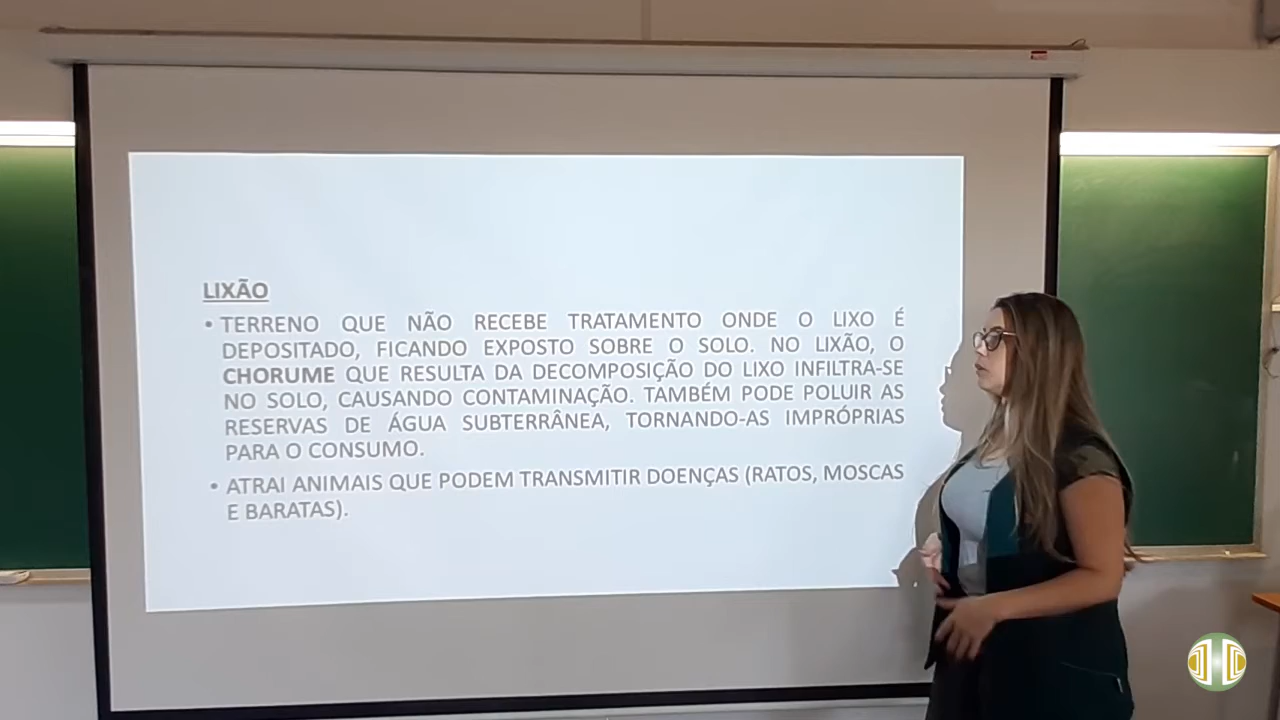 LIXÃO
• TERRENO QUE NÃO RECEBE TRATAMENTO ONDE O LIXO É
DEPOSITADO, FICANDO EXPOSTO SOBRE O SOLO. NO LIXÃO, O
CHORUME QUE RESULTA DA DECOMPOSIÇÃO DO LIXO INFILTRA-SE
NO SOLO, CAUSANDO CONTAMINAÇÃO. TAMBÉM PODE POLUIR AS
RESERVAS DE ÁGUA SUBTERRÂNEA, TORNANDO-AS IMPRÓPRIAS
PARA O CONSUMO.
• ATRAI ANIMAIS QUE PODEM TRANSMITIR DOENÇAS (RATOS, MOSCAS
E BARATAS).